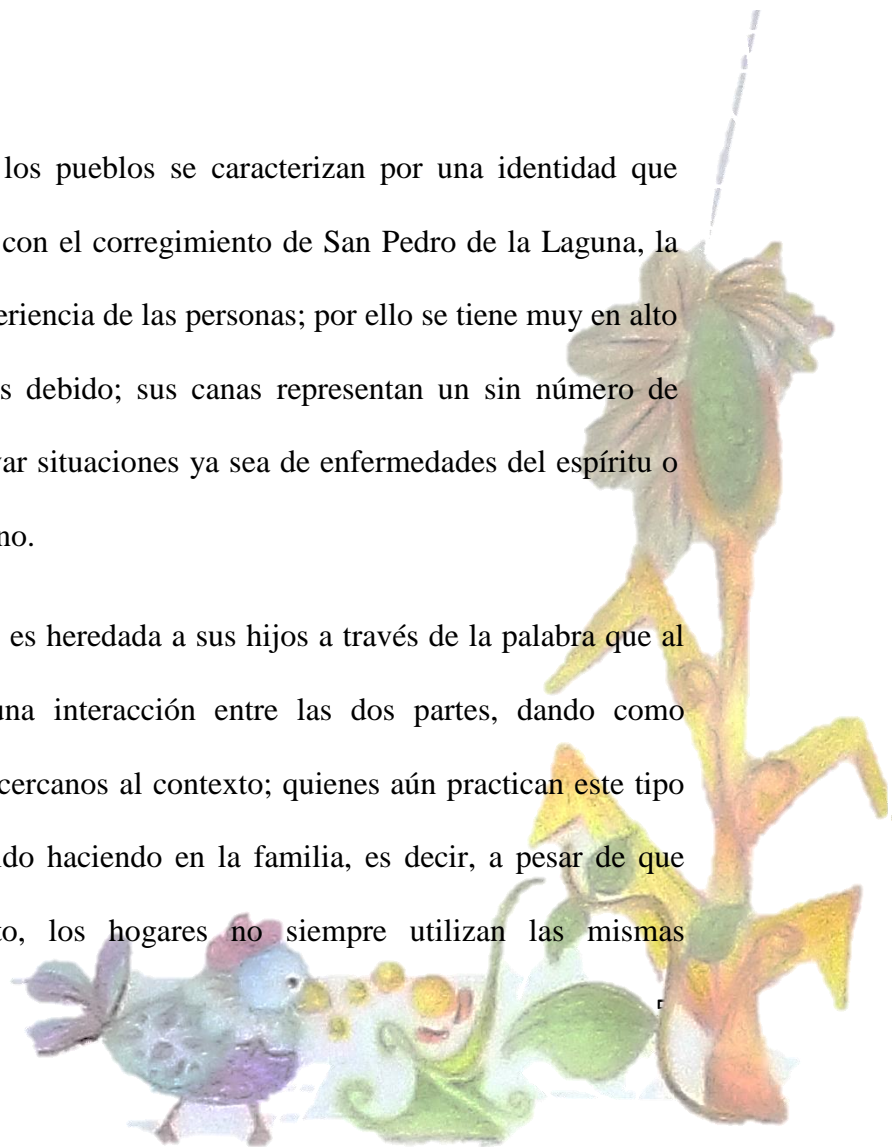 los pueblos se caracterizan por una identidad que
con el corregimiento de San Pedro de la Laguna, la
eriencia de las personas; por ello se tiene muy en alto
s debido; sus canas representan un sin número de
var situaciones ya sea de enfermedades del espíritu o
no.
es heredada a sus hijos a través de la palabra que al
una interacción entre las dos partes, dando como
cercanos al contexto; quienes aún practican este tipo
do haciendo en la familia, es decir, a pesar de que
to, los hogares no siempre utilizan las mismas